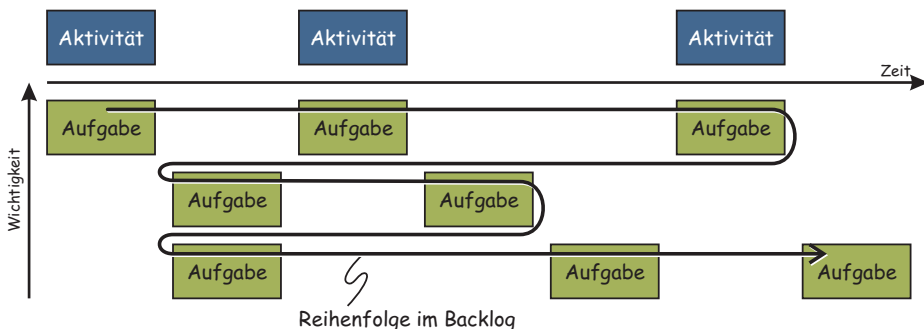 Aktivität
Aktivität
Aktivität
Zeit
Wichtigkeit
Aufgabe
Aufgabe
Aufgabe
Aufgabe
Aufgabe
Aufgabe
Aufgabe
Aufgabe
Reihenfolge im Backlog